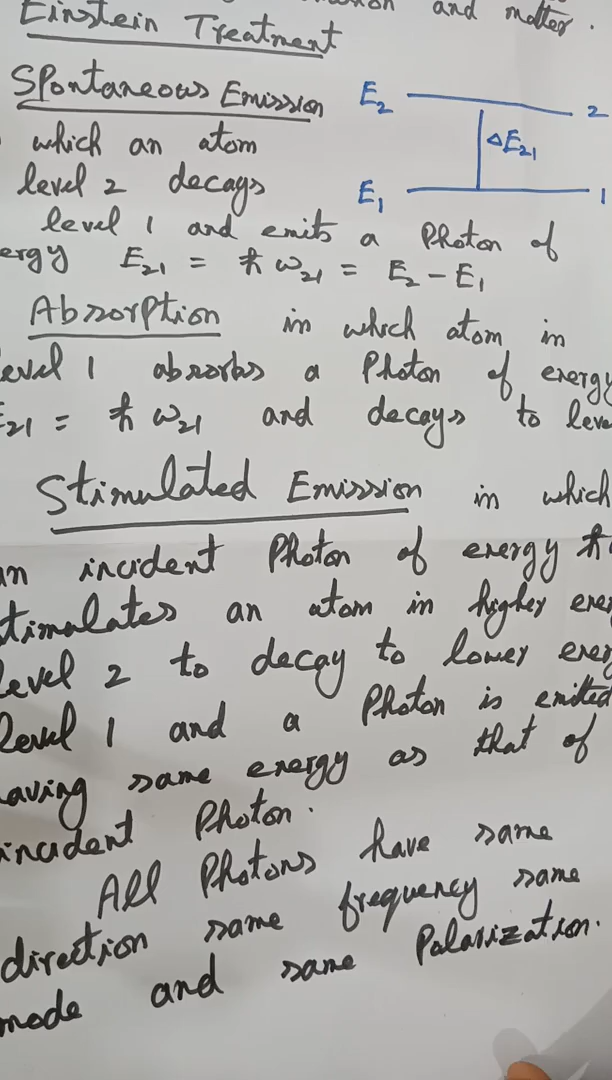 and matter.
Einstein Treatment
Spontaneous Emission
which an atom
level 2 decays
level 1 and emits a Photon of
ergy E₂₁ = ħ ω₂₁ = E₂ − E₁
E₂ 2
ΔE₂₁
E₁ 1
Absorption in which atom in
evel 1 absorbs a Photon of energy
E₂₁ = ħ ω₂₁ and decays to leve
Stimulated Emission in which
an incident Photon of energy ħ
timulates an atom in higher ener
level 2 to decay to lower energ
level 1 and a Photon is emitted
aving same energy as that of
incident Photon.
All Photons have same
direction same frequency same
mode and same Polarization.